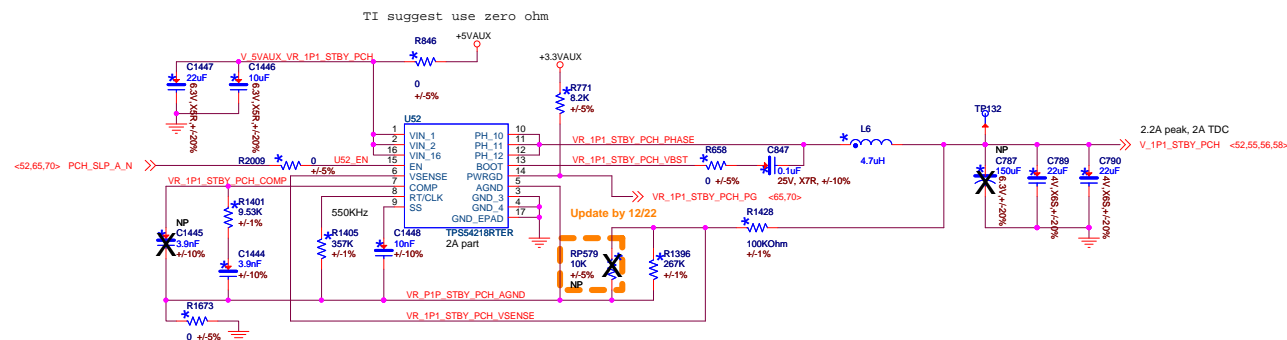 TI suggest use zero ohm
+5VAUX
R846
0
+/-5%
V_5VAUX_VR_1P1_STBY_PCH
C1447
22uF
6.3V,X5R,+/-20%
C1446
10uF
6.3V,X5R,+/-20%
+3.3VAUX
R771
8.2K
+/-5%
U52
1
2
16
15
6
7
8
9
VIN_1
VIN_2
VIN_16
EN
VSENSE
COMP
RT/CLK
SS
PH_10
PH_11
PH_12
BOOT
PWRGD
AGND
GND_3
GND_4
GND_EPAD
10
11
12
13
14
5
3
4
17
TPS54218RTER
2A part
<52,65,70> PCH_SLP_A_N
R2009
0
+/-5%
U52_EN
VR_1P1_STBY_PCH_COMP
R1401
9.53K
+/-1%
NP
C1445
3.9nF
+/-10%
C1444
3.9nF
+/-10%
550KHz
R1405
357K
+/-1%
C1448
10nF
+/-10%
R1673
0 +/-5%
VR_1P1_STBY_PCH_PHASE
VR_1P1_STBY_PCH_VBST
R658
0 +/-5%
C847
0.1uF
25V, X7R, +/-10%
VR_1P1_STBY_PCH_PG <65,70>
Update by 12/22
RP579
10K
+/-5%
NP
R1396
267K
+/-1%
R1428
100KOhm
+/-1%
VR_P1P_STBY_PCH_AGND
VR_1P1_STBY_PCH_VSENSE
L6
4.7uH
TP132
2.2A peak, 2A TDC
V_1P1_STBY_PCH <52,55,56,58>
NP
C787
150uF
6.3V,+/-20%
C789
22uF
4V,X6S,+/-20%
C790
22uF
4V,X6S,+/-20%